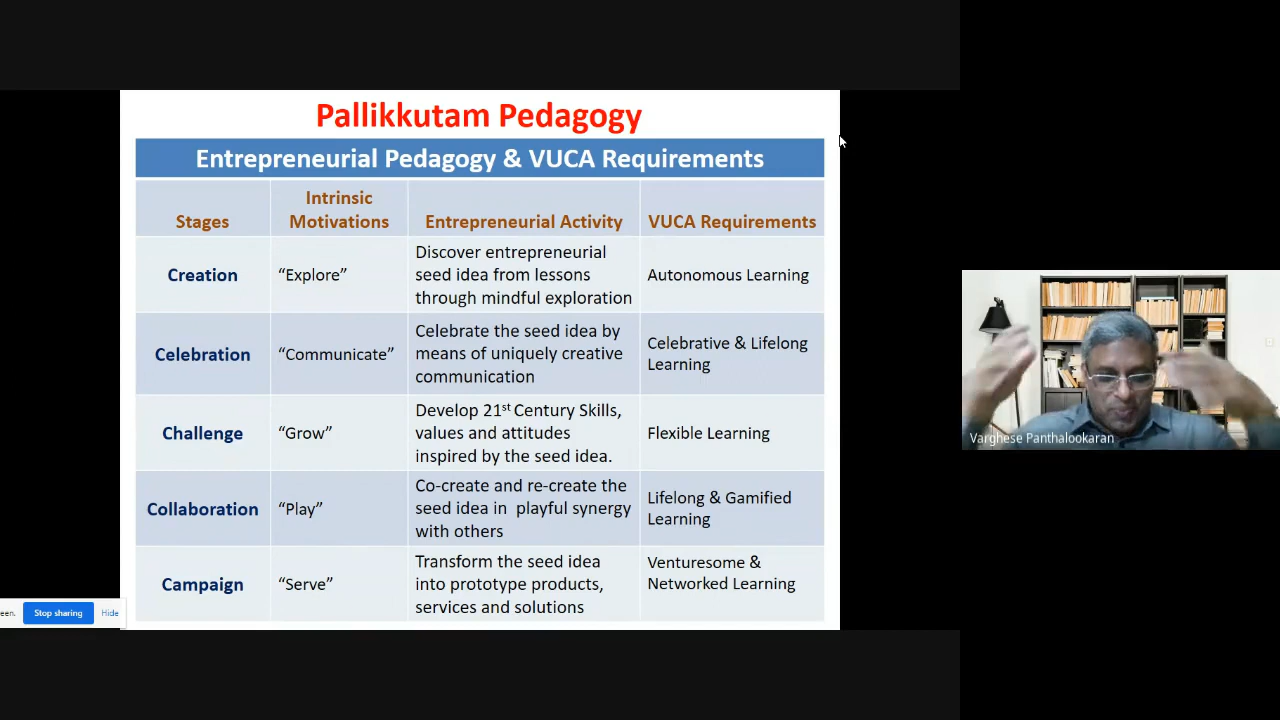 Pallikkutam Pedagogy
Entrepreneurial Pedagogy & VUCA Requirements
Stages
Intrinsic
Motivations
Entrepreneurial Activity
VUCA Requirements
Creation
“Explore”
Discover entrepreneurial
seed idea from lessons
through mindful exploration
Autonomous Learning
Celebration
“Communicate”
Celebrate the seed idea by
means of uniquely creative
communication
Celebrative & Lifelong
Learning
Challenge
“Grow”
Develop 21st Century Skills,
values and attitudes
inspired by the seed idea.
Flexible Learning
Collaboration
“Play”
Co-create and re-create the
seed idea in playful synergy
with others
Lifelong & Gamified
Learning
Campaign
“Serve”
Transform the seed idea
into prototype products,
services and solutions
Venturesome &
Networked Learning
een.
Stop sharing
Hide
Varghese Panthalookaran